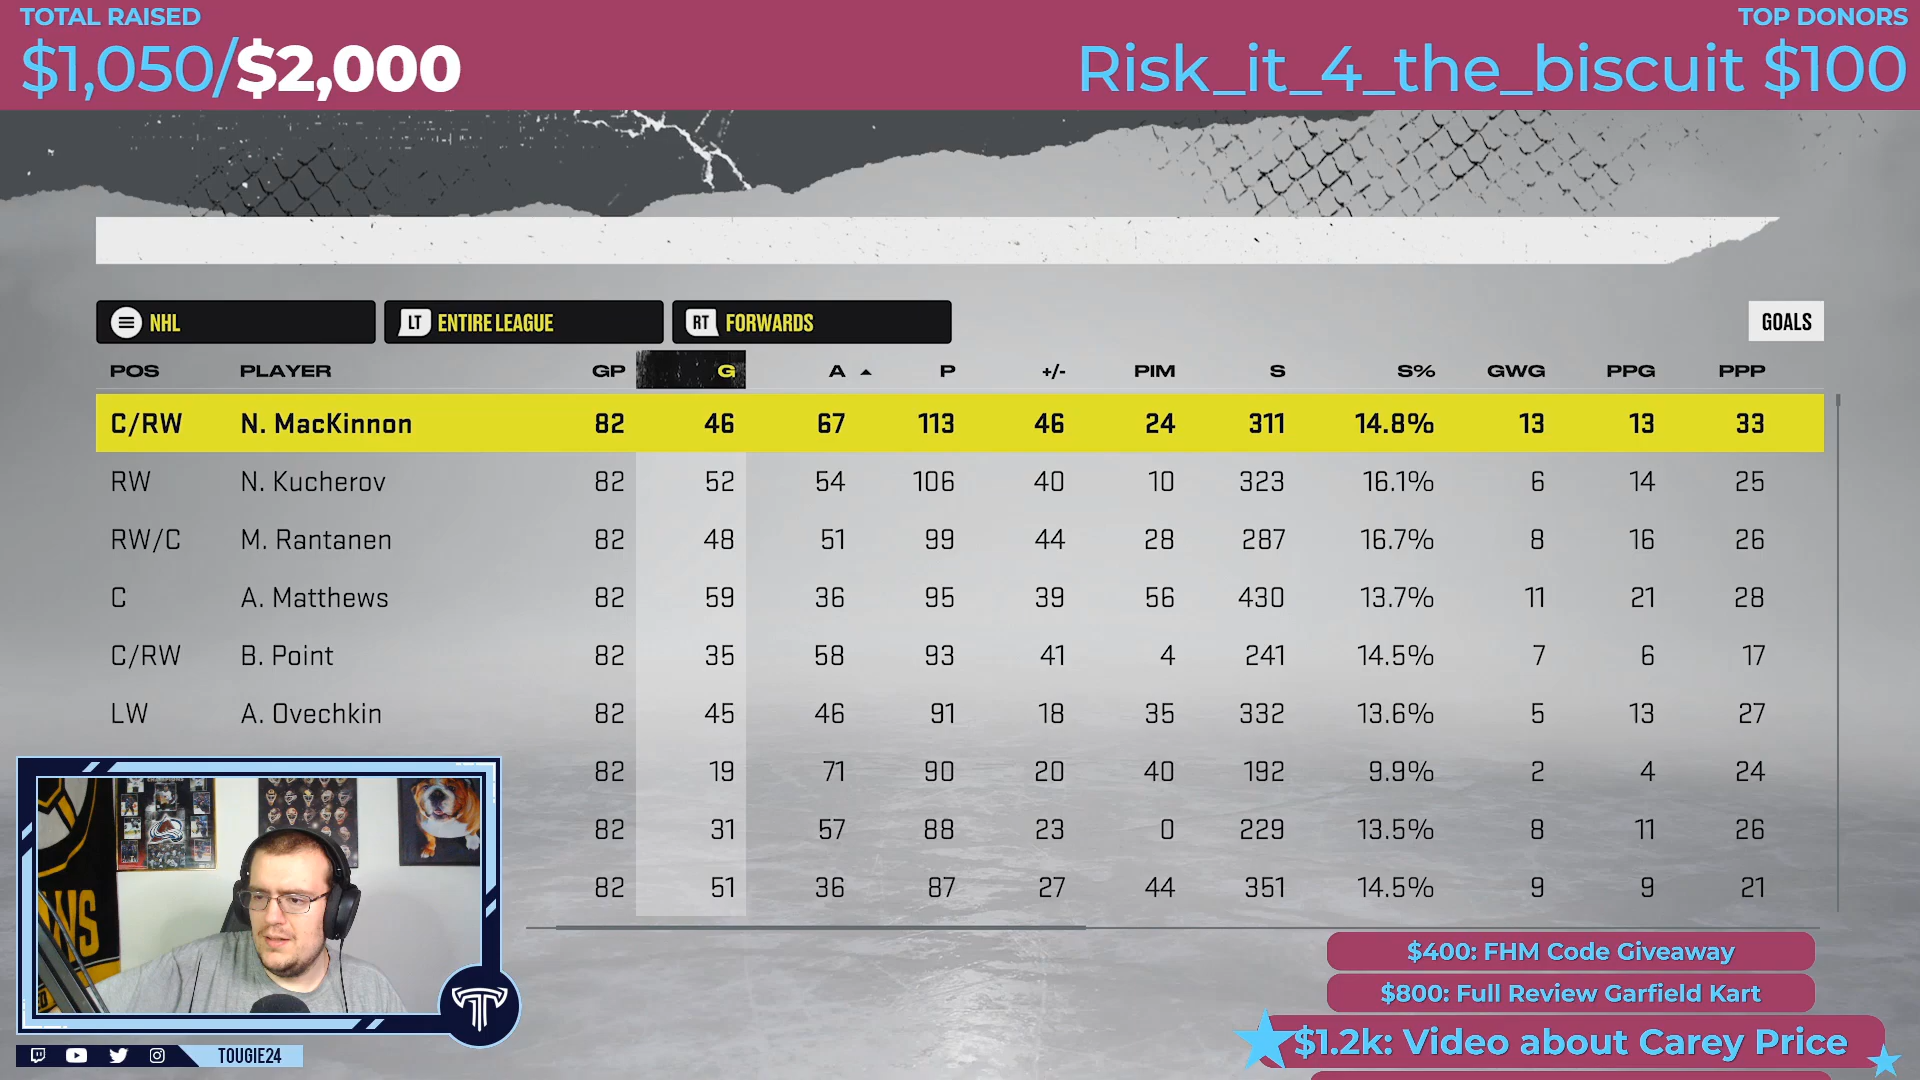 TOTAL RAISED
$1,050/$2,000
TOP DONORS
Risk_it_4_the_biscuit $100
NHL
LT ENTIRE LEAGUE
RT FORWARDS
GOALS
POS PLAYER GP G A P +/- PIM S S% GWG PPG PPP
C/RW N. MacKinnon 82 46 67 113 46 24 311 14.8% 13 13 33
RW N. Kucherov 82 52 54 106 40 10 323 16.1% 6 14 25
RW/C M. Rantanen 82 48 51 99 44 28 287 16.7% 8 16 26
C A. Matthews 82 59 36 95 39 56 430 13.7% 11 21 28
C/RW B. Point 82 35 58 93 41 4 241 14.5% 7 6 17
LW A. Ovechkin 82 45 46 91 18 35 332 13.6% 5 13 27
82 19 71 90 20 40 192 9.9% 2 4 24
82 31 57 88 23 0 229 13.5% 8 11 26
82 51 36 87 27 44 351 14.5% 9 9 21
TOUGIE24
$400: FHM Code Giveaway
$800: Full Review Garfield Kart
$1.2k: Video about Carey Price